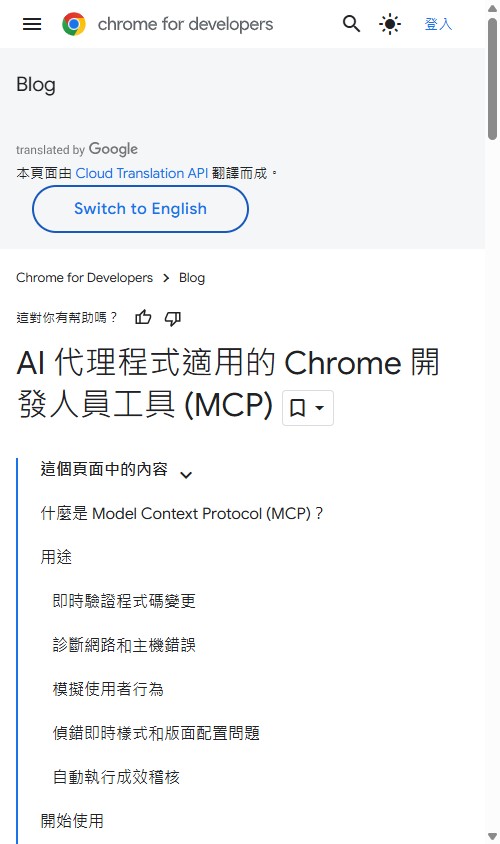 chrome for developers
登入
Blog
translated by Google
本頁面由 Cloud Translation API 翻譯而成。
Switch to English
Chrome for Developers > Blog
這對你有幫助嗎？
AI 代理程式適用的 Chrome 開
發人員工具 (MCP)
這個頁面中的內容
什麼是 Model Context Protocol (MCP)？
用途
即時驗證程式碼變更
診斷網路和主機錯誤
模擬使用者行為
偵錯即時樣式和版面配置問題
自動執行成效稽核
開始使用